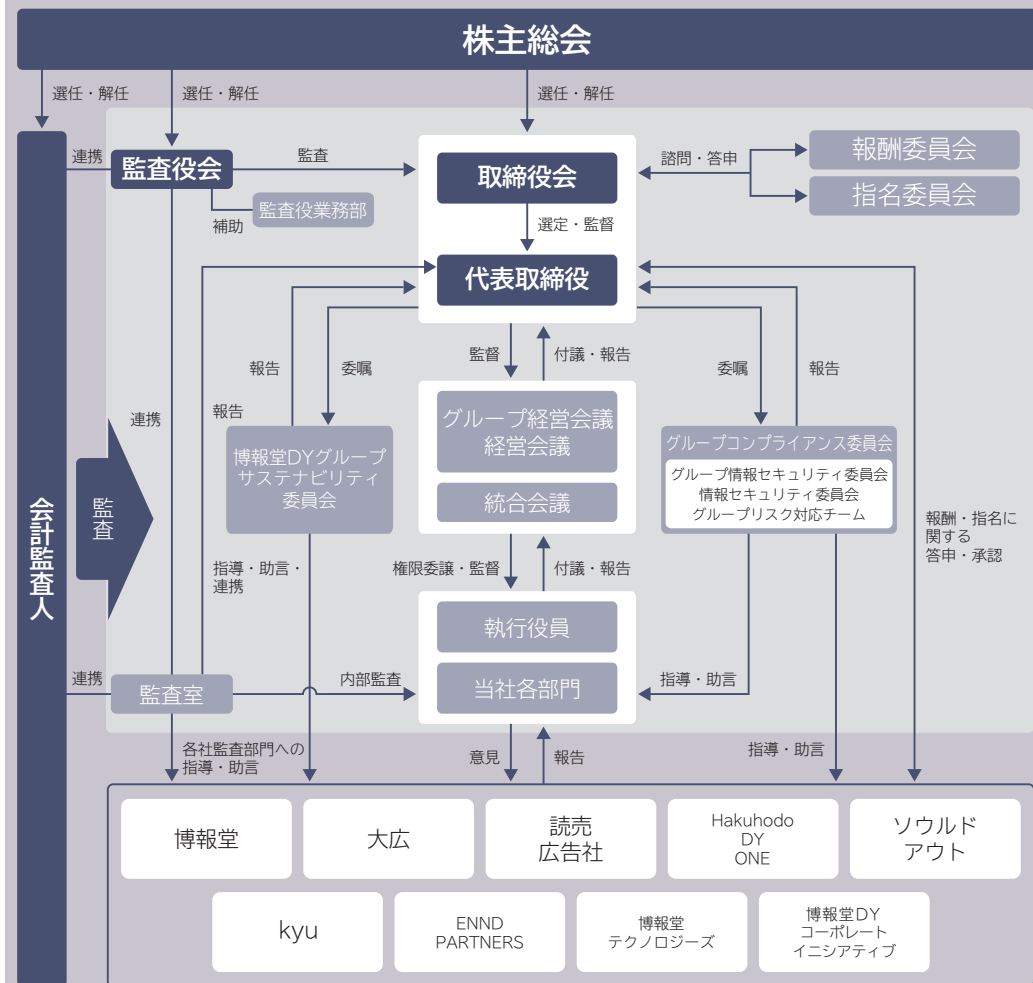 株主総会
選任・解任
選任・解任
選任・解任
連携
監査役会
監査
取締役会
諮問・答申
報酬委員会
指名委員会
監査役業務部
補助
選定・監督
代表取締役
報告
委嘱
監督
付議・報告
委嘱
報告
報告
連携
グループ経営会議
経営会議
統合会議
博報堂DYグループ
サステナビリティ
委員会
グループコンプライアンス委員会
グループ情報セキュリティ委員会
情報セキュリティ委員会
グループリスク対応チーム
会計監査人
監査
報酬・指名に
関する
答申・承認
指導・助言・
連携
権限委譲・監督
付議・報告
執行役員
当社各部門
連携
監査室
内部監査
指導・助言
各社監査部門への
指導・助言
意見
報告
指導・助言
博報堂
大広
読売
広告社
Hakuhodo
DY
ONE
ソウルド
アウト
kyu
ENND
PARTNERS
博報堂
テクノロジーズ
博報堂DY
コーポレート
イニシアティブ